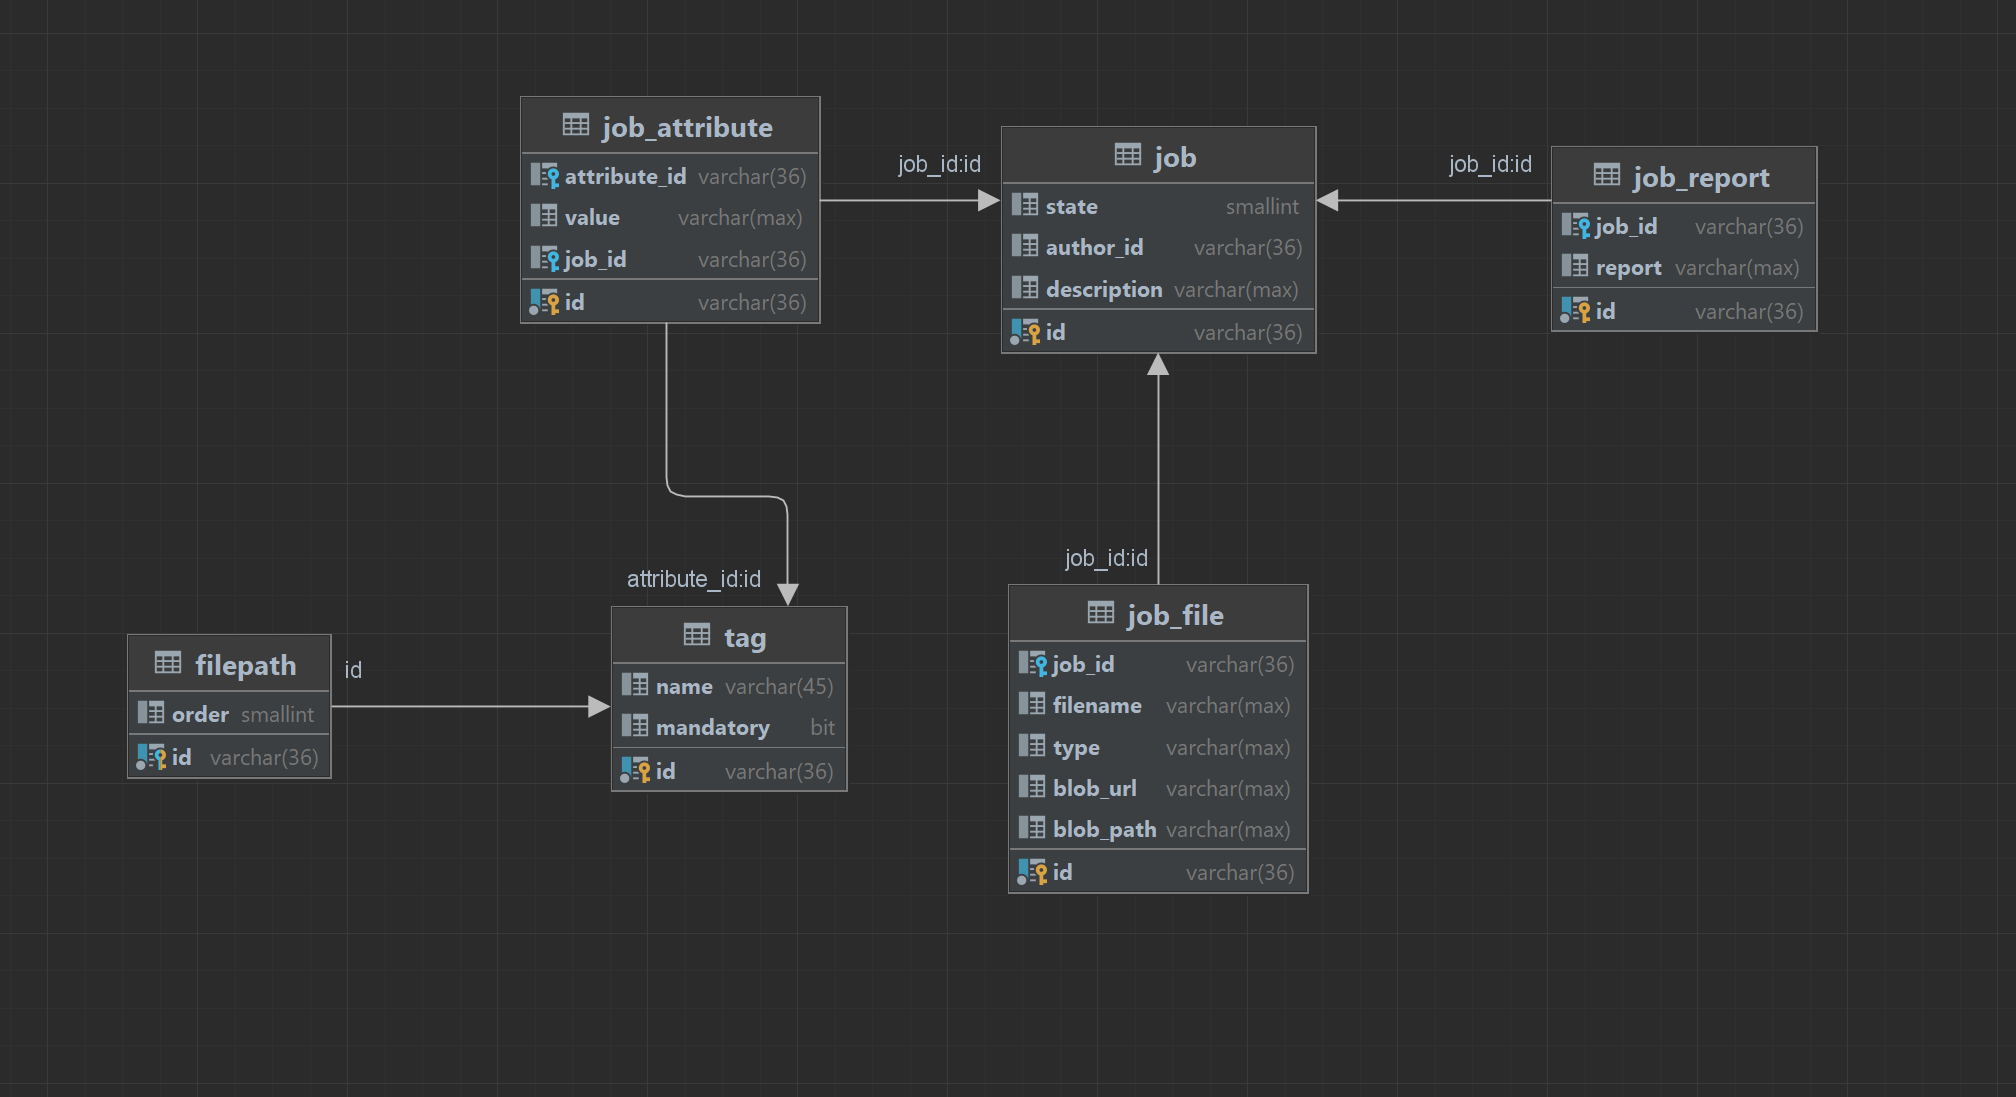 job_attribute
attribute_id varchar(36)
value varchar(max)
job_id varchar(36)
id varchar(36)
job_id:id
job
state smallint
author_id varchar(36)
description varchar(max)
id varchar(36)
job_id:id
job_report
job_id varchar(36)
report varchar(max)
id varchar(36)
attribute_id:id
job_id:id
filepath
order smallint
id varchar(36)
id
tag
name varchar(45)
mandatory bit
id varchar(36)
job_file
job_id varchar(36)
filename varchar(max)
type varchar(max)
blob_url varchar(max)
blob_path varchar(max)
id varchar(36)